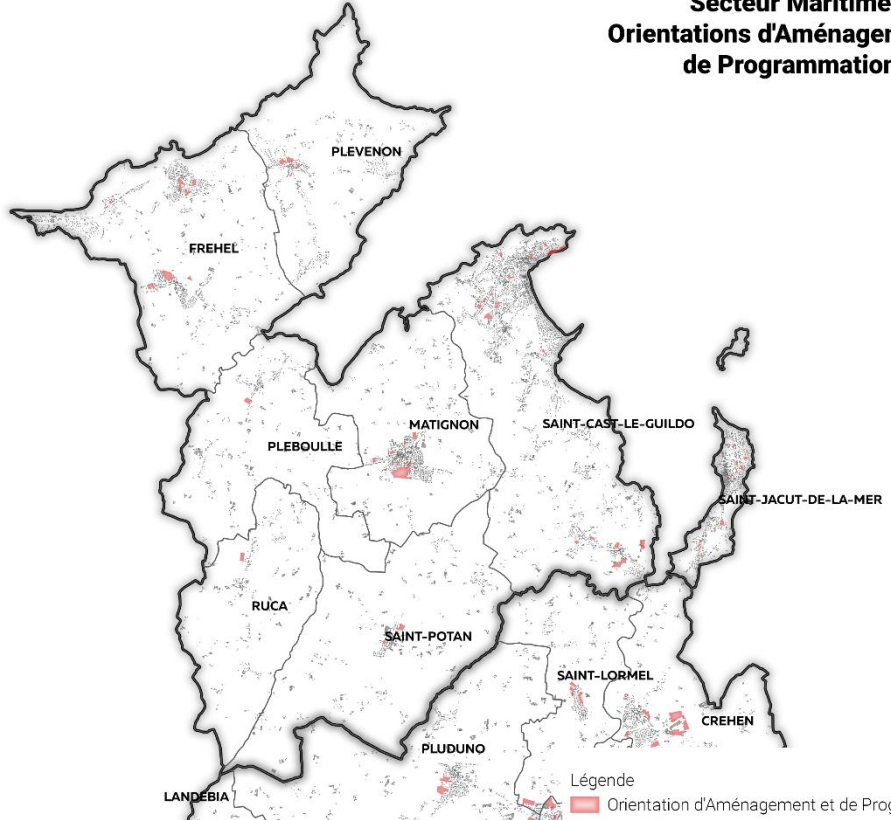 Secteur Maritime
Orientations d'Aménagem
de Programmation
PLEVENON
FREHEL
MATIGNON
SAINT-CAST-LE-GUILDO
PLEBOULLE
SAINT-JACUT-DE-LA-MER
RUCA
SAINT-POTAN
SAINT-LORMEL
CREHEN
PLUDUNO
Légende
LANDEBIA
Orientation d'Aménagement et de Prog